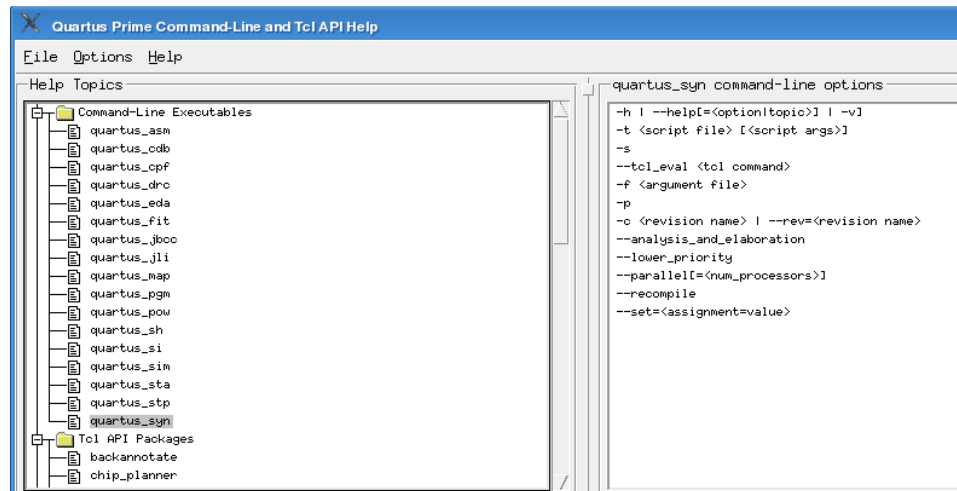 Quartus Prime Command-Line and Tcl API Help
File Options Help
Help Topics
Command-Line Executables
quartus_asm
quartus_cdb
quartus_cpf
quartus_drc
quartus_eda
quartus_fit
quartus_jbcc
quartus_jli
quartus_map
quartus_pgm
quartus_pow
quartus_sh
quartus_si
quartus_sim
quartus_sta
quartus_stp
quartus_syn
Tcl API Packages
backannotate
chip_planner
quartus_syn command-line options
-h | --help[=<option|topic>] | -v]
-t <script file> [<script args>]
-s
--tcl_eval <tcl command>
-f <argument file>
-p
-c <revision name> | --rev=<revision name>
--analysis_and_elaboration
--lower_priority
--parallel[=<num_processors>]
--recompile
--set=<assignment=value>